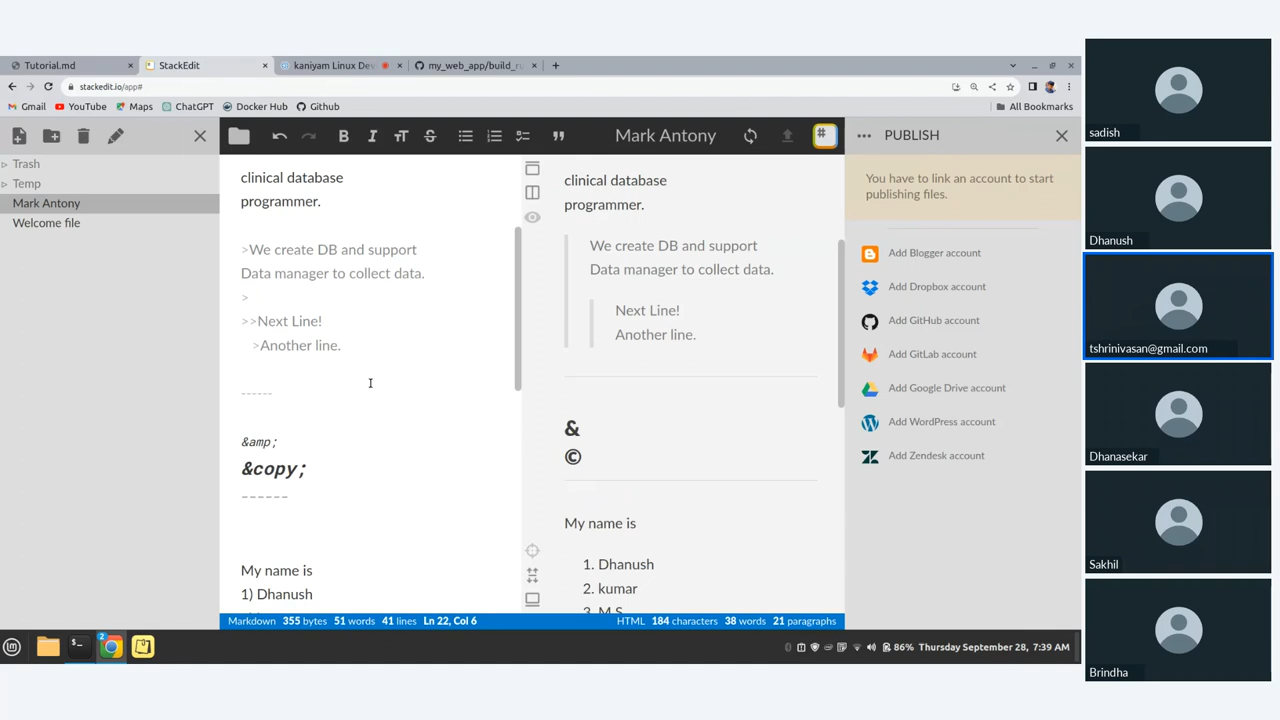 Tutorial.md
StackEdit
kaniyam Linux Dev
my_web_app/build_ru
stackedit.io/app#
Gmail
YouTube
Maps
ChatGPT
Docker Hub
Github
All Bookmarks
Trash
Temp
Mark Antony
Welcome file
Mark Antony
clinical database
programmer.
>We create DB and support
Data manager to collect data.
>
>>Next Line!
>Another line.
------
&amp;
&copy;
------
My name is
1) Dhanush
clinical database
programmer.
We create DB and support
Data manager to collect data.
Next Line!
Another line.
&
©
My name is
1. Dhanush
2. kumar
3. M.S
PUBLISH
You have to link an account to start
publishing files.
Add Blogger account
Add Dropbox account
Add GitHub account
Add GitLab account
Add Google Drive account
Add WordPress account
Add Zendesk account
Markdown 355 bytes 51 words 41 lines Ln 22, Col 6
HTML 184 characters 38 words 21 paragraphs
2
86% Thursday September 28, 7:39 AM
sadish
Dhanush
tshrinivasan@gmail.com
Dhanasekar
Sakhil
Brindha